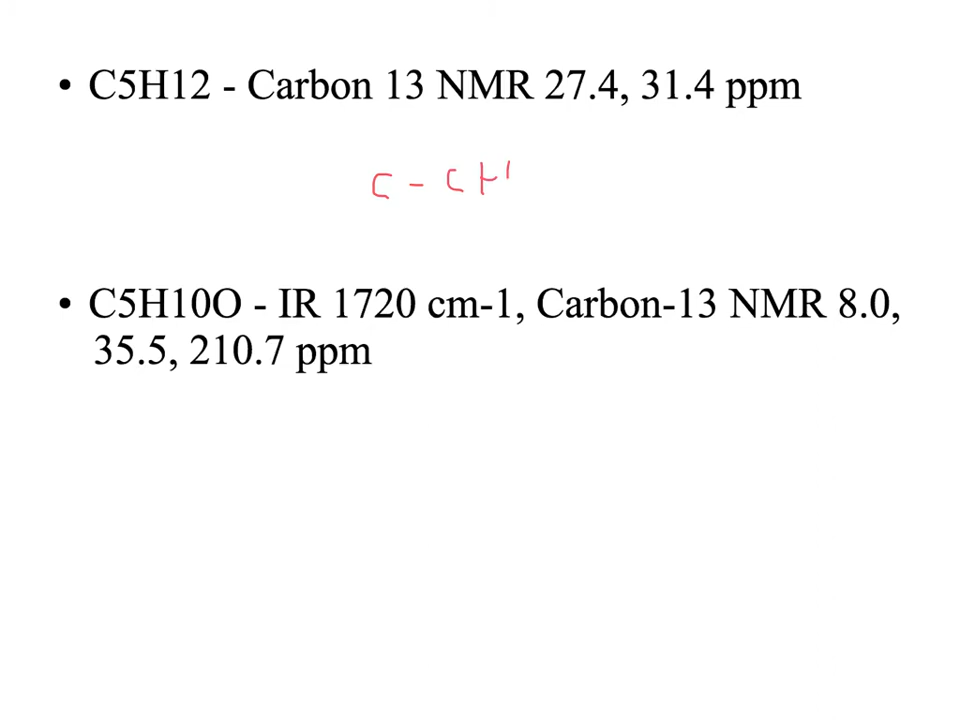 • C5H12 - Carbon 13 NMR 27.4, 31.4 ppm
C - CH
• C5H10O - IR 1720 cm-1, Carbon-13 NMR 8.0,
35.5, 210.7 ppm